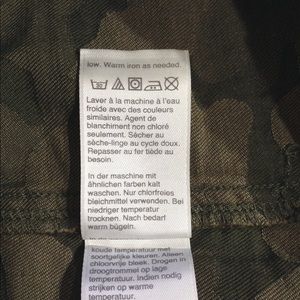 low. Warm iron as needed.
Laver à la machine à l'eau
froide avec des couleurs
similaires. Agent de
blanchiment non chloré
seulement. Sécher au
sèche-linge au cycle doux.
Repasser au fer tiède au
besoin.
In der maschine mit
ähnlichen farben kalt
waschen. Nur chlorfreies
bleichmittel verwenden. Bei
niedriger temperatur
trocknen. Nach bedarf
warm bügeln.
koude temperatuur met
soortgelijke kleuren. Alleen
chloorvrije bleek. Drogen in
droogtrommel op lage
temperatuur. Indien nodig
strijken op warme
temperatuur.